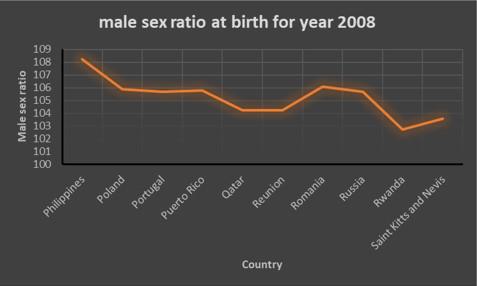 male sex ratio at birth for year 2008
Male sex ratio
109
108
107
106
105
104
103
102
101
100
Philippines
Poland
Portugal
Puerto Rico
Qatar
Reunion
Romania
Russia
Rwanda
Saint Kitts and Nevis
Country